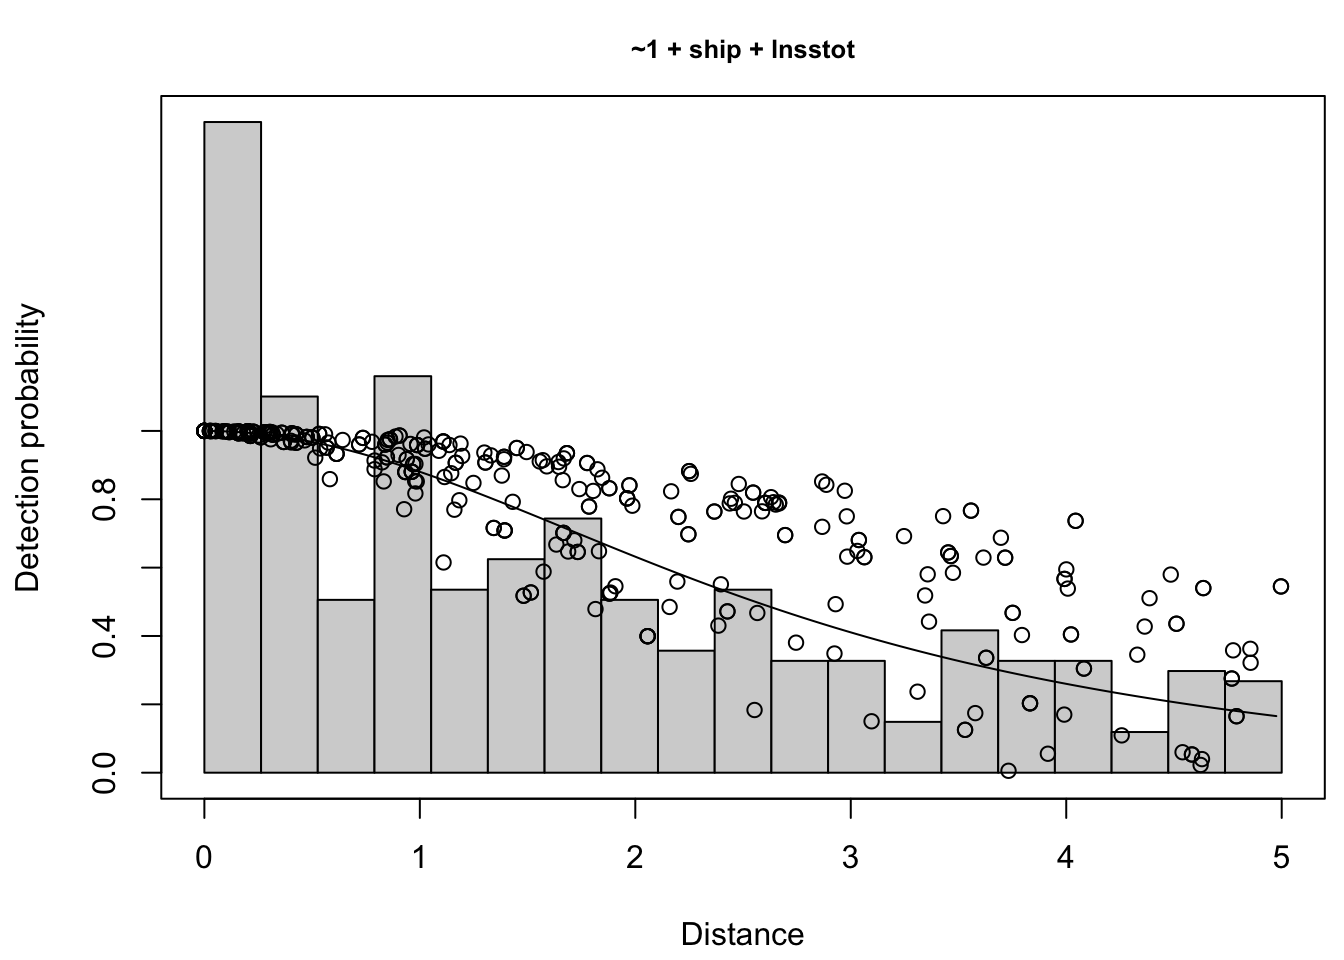 ~1 + ship + lnsstot
Detection probability
0.8
0.4
0.0
0 1 2 3 4 5
Distance